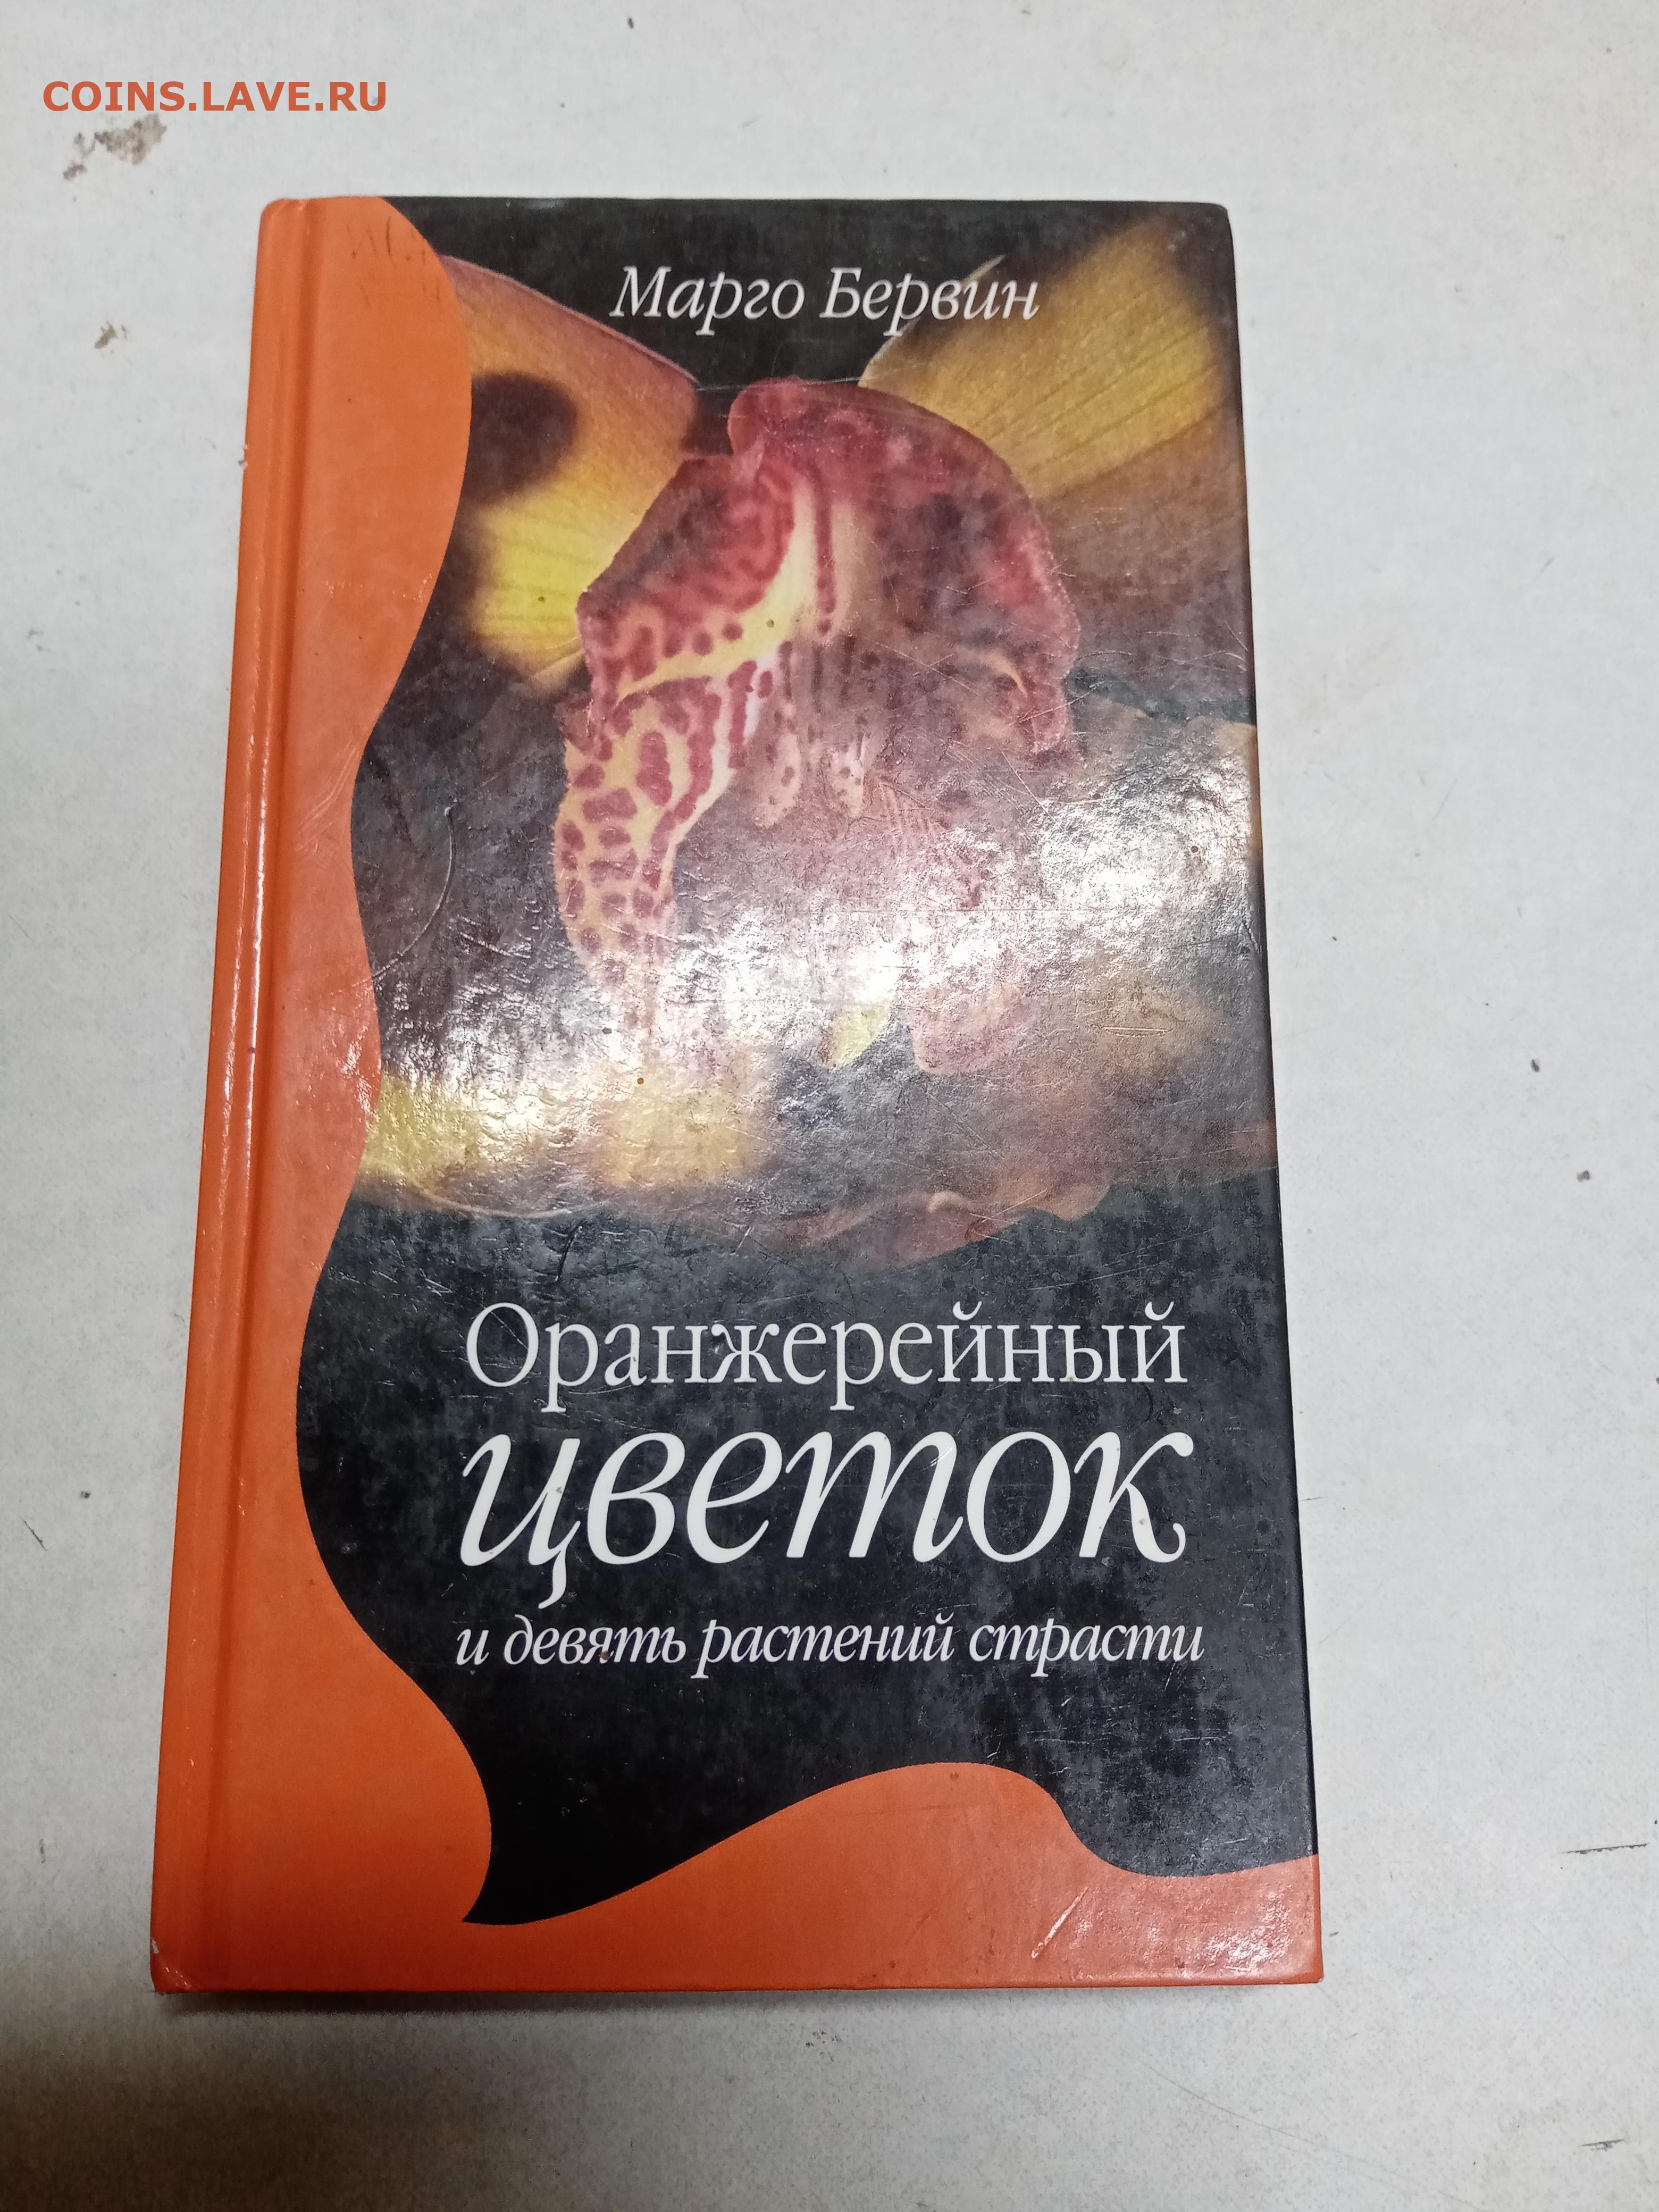 COINS.LAVE.RU
Марго Бервин
Оранжерейный
цветок
и девять растений страсти